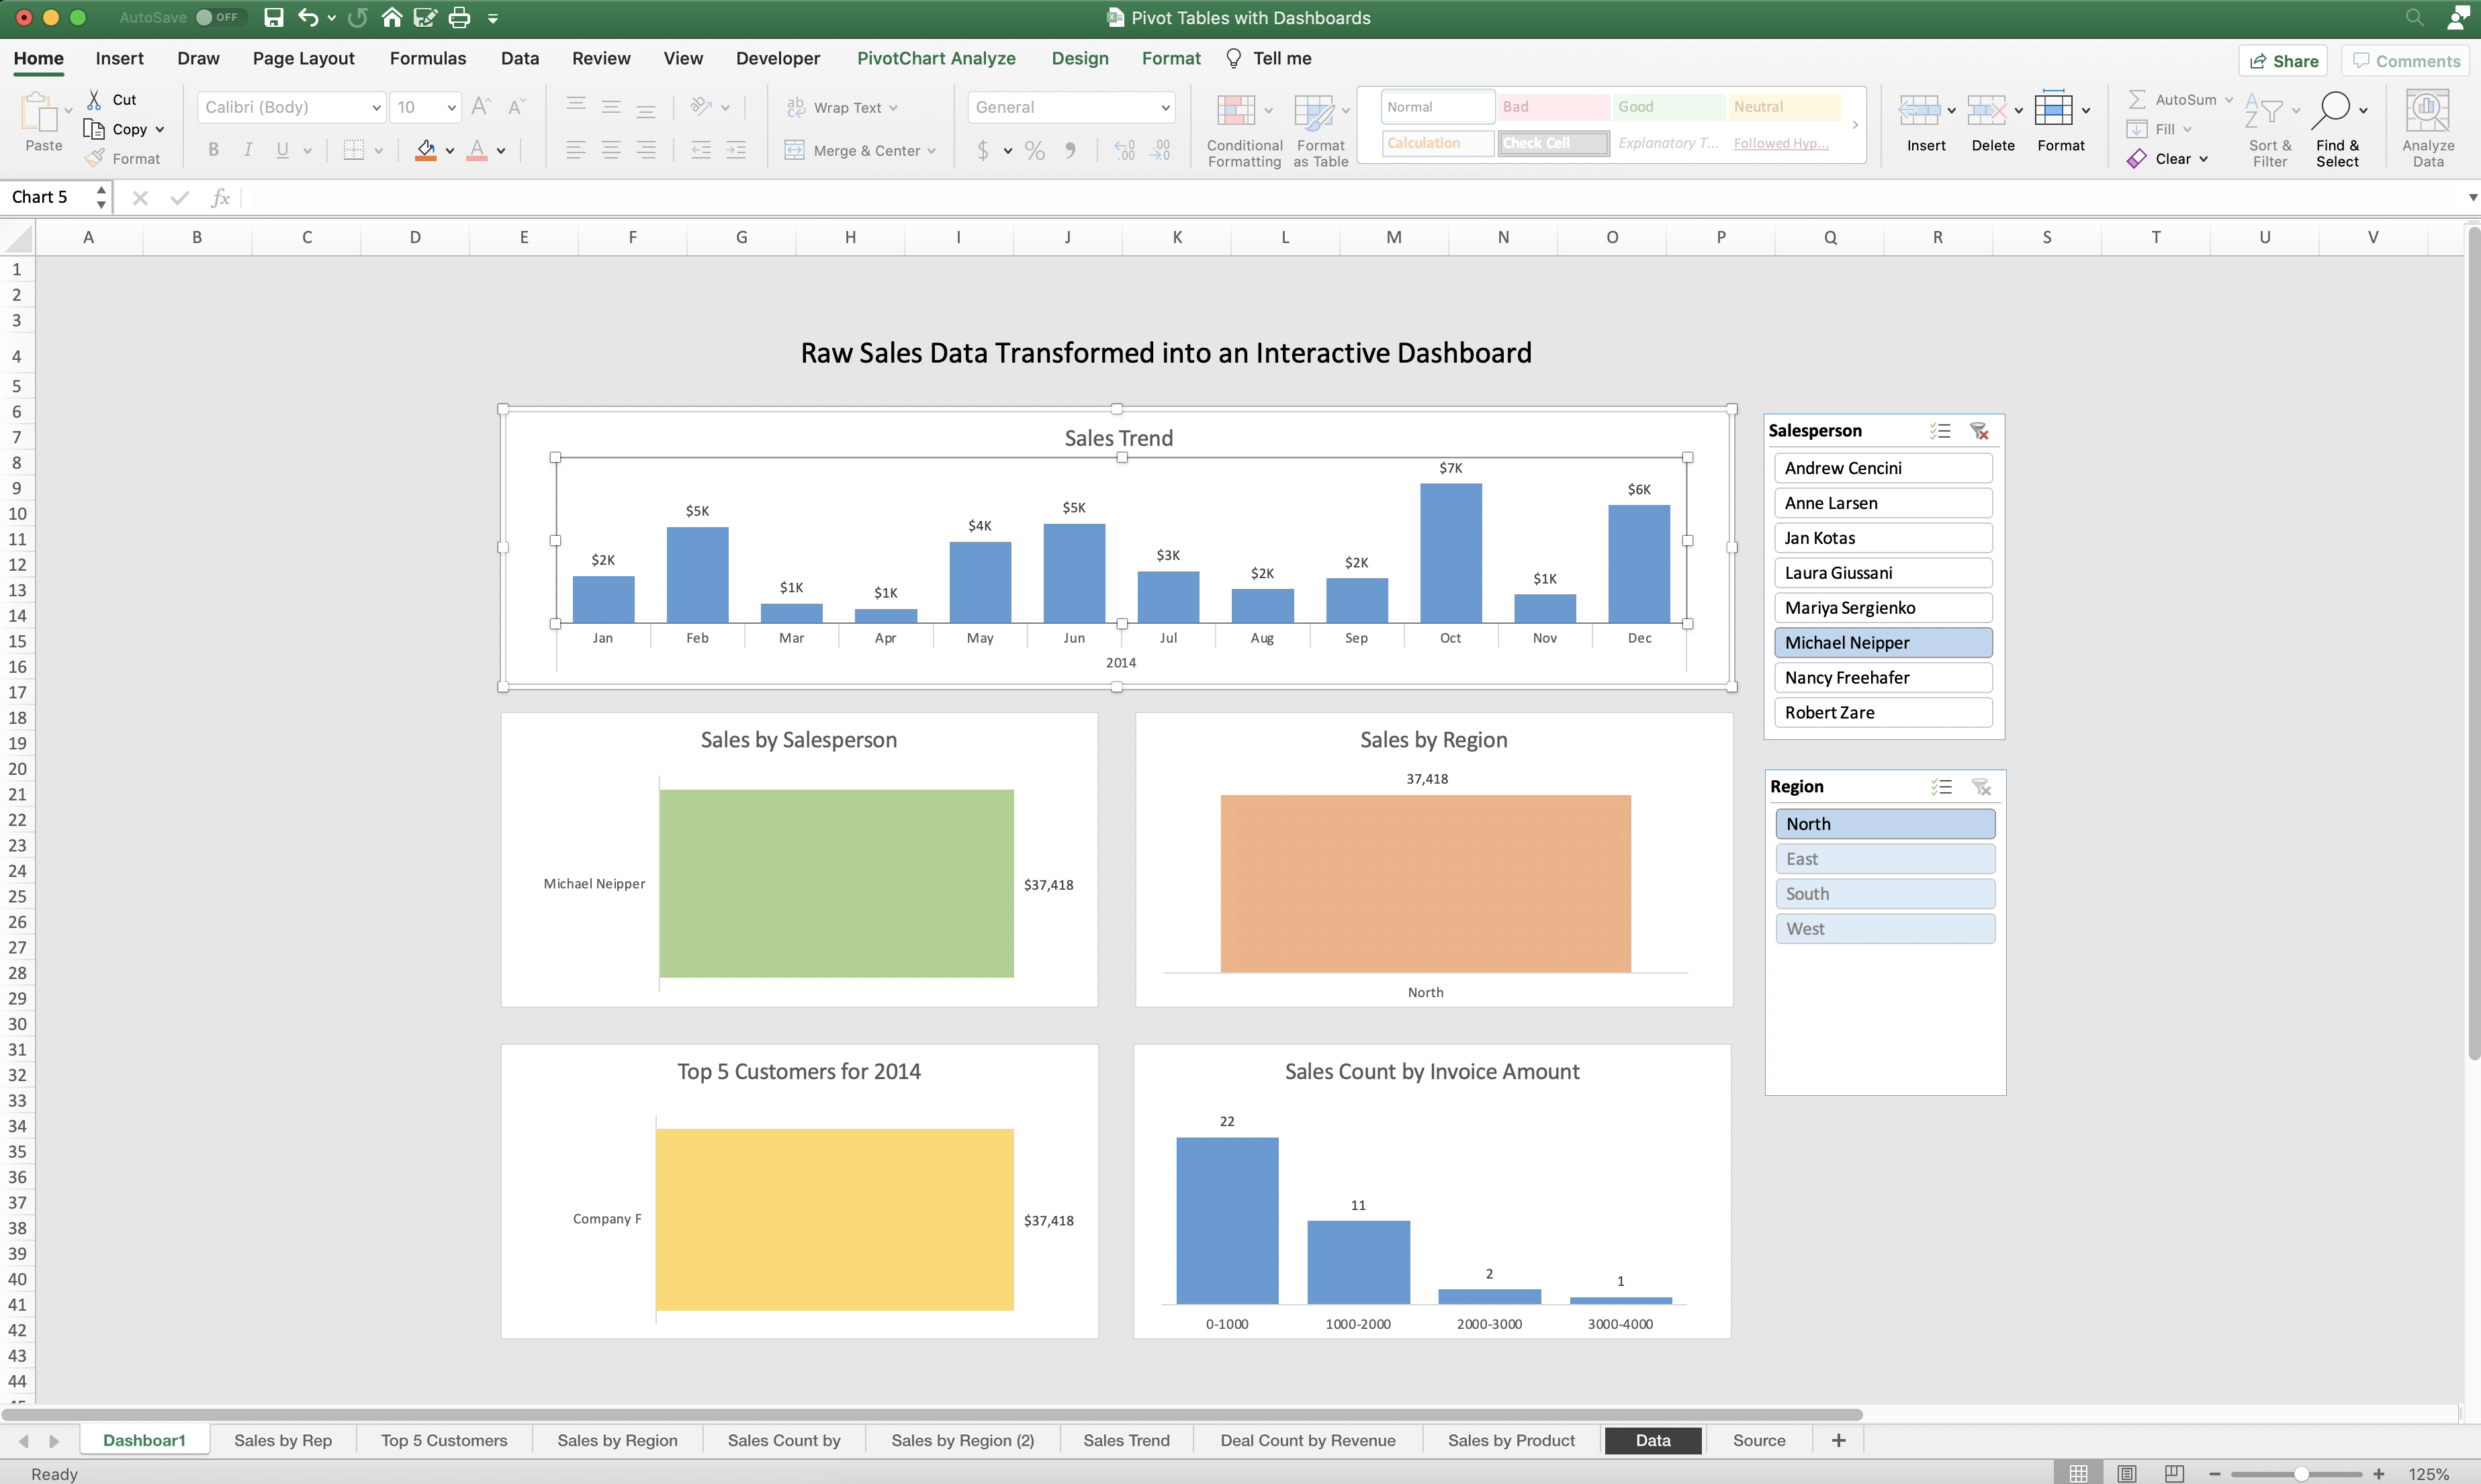 AutoSave OFF
Pivot Tables with Dashboards
Home Insert Draw Page Layout Formulas Data Review View Developer PivotChart Analyze Design Format Tell me
Share Comments
Paste
Cut
Copy
Format
Calibri (Body) 10
B I U
Wrap Text
Merge & Center
General
$ %
Conditional Formatting
Format as Table
Normal Bad Good Neutral
Calculation Check Cell Explanatory T... Followed Hyp...
Insert Delete Format
AutoSum
Fill
Clear
Sort & Filter
Find & Select
Analyze Data
Chart 5 fx
A B C D E F G H I J K L M N O P Q R S T U V
1
2
3
4
5
6
7
8
9
10
11
12
13
14
15
16
17
18
19
20
21
22
23
24
25
26
27
28
29
30
31
32
33
34
35
36
37
38
39
40
41
42
43
44
Raw Sales Data Transformed into an Interactive Dashboard
Sales Trend
$2K $5K $1K $1K $4K $5K $3K $2K $2K $7K $1K $6K
Jan Feb Mar Apr May Jun Jul Aug Sep Oct Nov Dec
2014
Salesperson
Andrew Cencini
Anne Larsen
Jan Kotas
Laura Giussani
Mariya Sergienko
Michael Neipper
Nancy Freehafer
Robert Zare
Sales by Salesperson
Michael Neipper $37,418
Sales by Region
37,418
North
Region
North
East
South
West
Top 5 Customers for 2014
Company F $37,418
Sales Count by Invoice Amount
22 11 2 1
0-1000 1000-2000 2000-3000 3000-4000
Dashboar1 Sales by Rep Top 5 Customers Sales by Region Sales Count by Sales by Region (2) Sales Trend Deal Count by Revenue Sales by Product Data Source +
Ready
125%